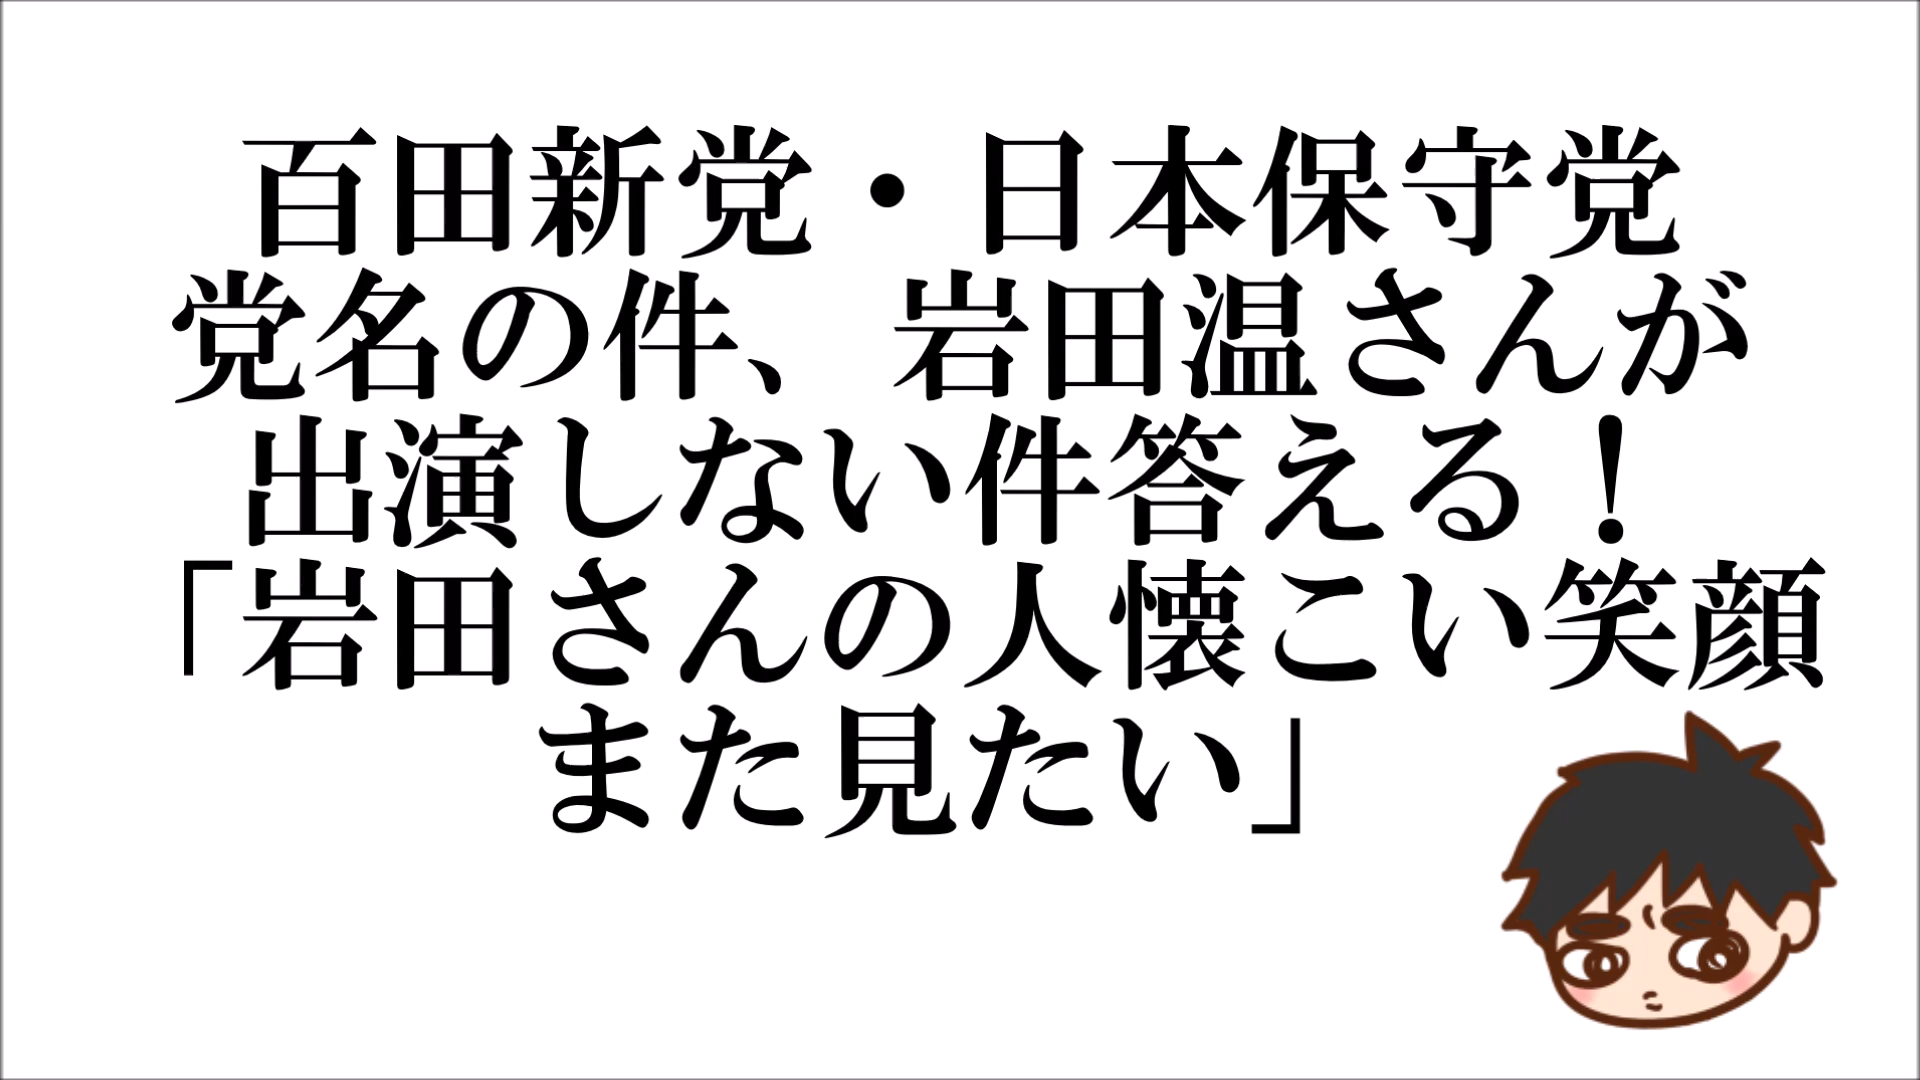 百田新党・日本保守党
党名の件、岩田温さんが
出演しない件答える！
「岩田さんの人懐こい笑顔
また見たい」